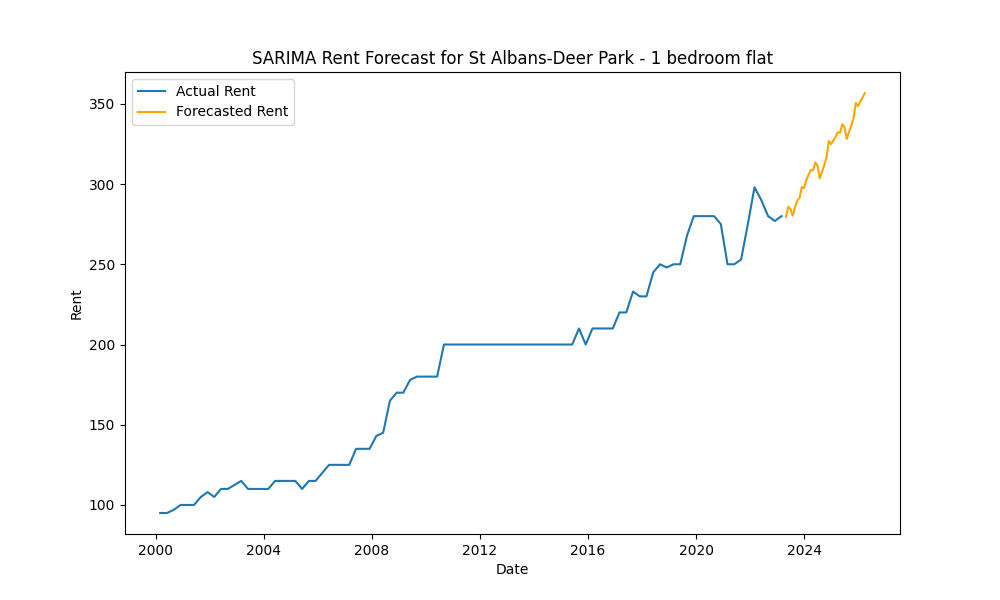 SARIMA Rent Forecast for St Albans-Deer Park - 1 bedroom flat
Actual Rent
Forecasted Rent
350
300
250
200
150
100
Rent
2000 2004 2008 2012 2016 2020 2024
Date